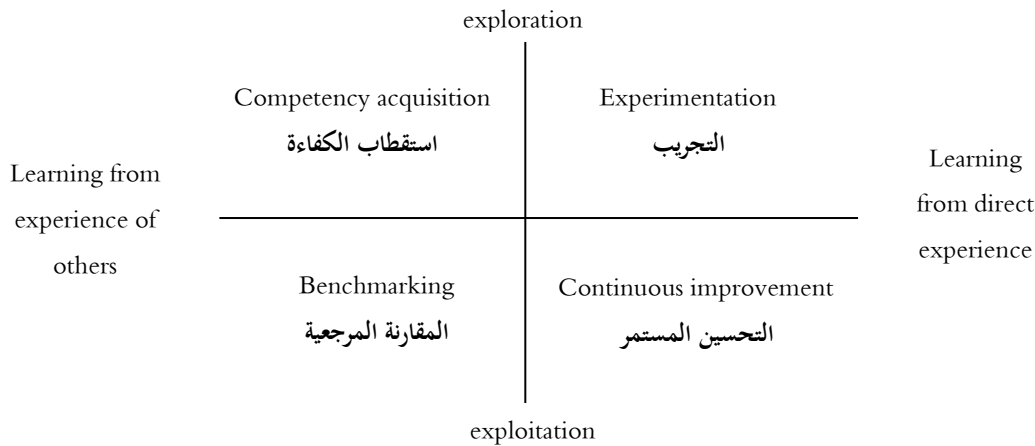 exploration
Competency acquisition
استقطاب الكفاءة
Experimentation
التجريب
Learning from
experience of
others
Learning
from direct
experience
Benchmarking
المقارنة المرجعية
Continuous improvement
التحسين المستمر
exploitation